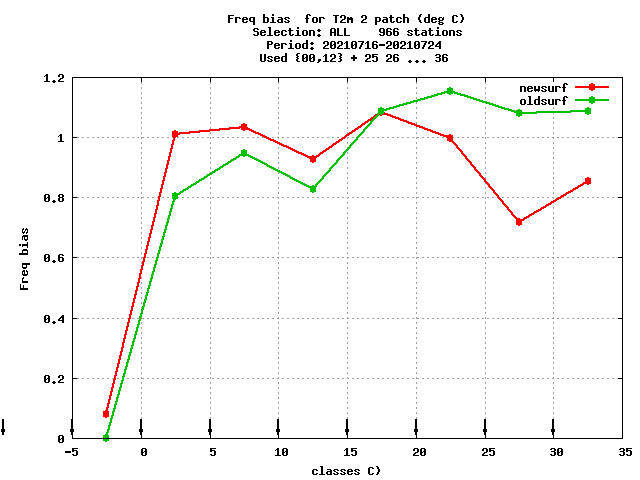 Freq bias  for T2m 2 patch (deg C)
Selection: ALL    966 stations
Period: 20210716-20210724
Used {00,12} + 25 26 ... 36
newsurf
oldsurf
1.2
1
0.8
0.6
0.4
0.2
0
Freq bias
-5 0 5 10 15 20 25 30 35
classes C)